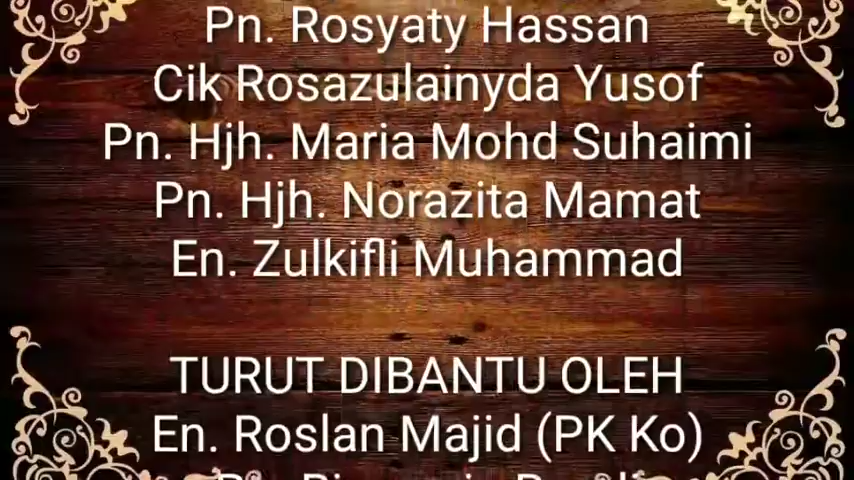 Pn. Rosyaty Hassan
Cik Rosazulainyda Yusof
Pn. Hjh. Maria Mohd Suhaimi
Pn. Hjh. Norazita Mamat
En. Zulkifli Muhammad
TURUT DIBANTU OLEH
En. Roslan Majid (PK Ko)